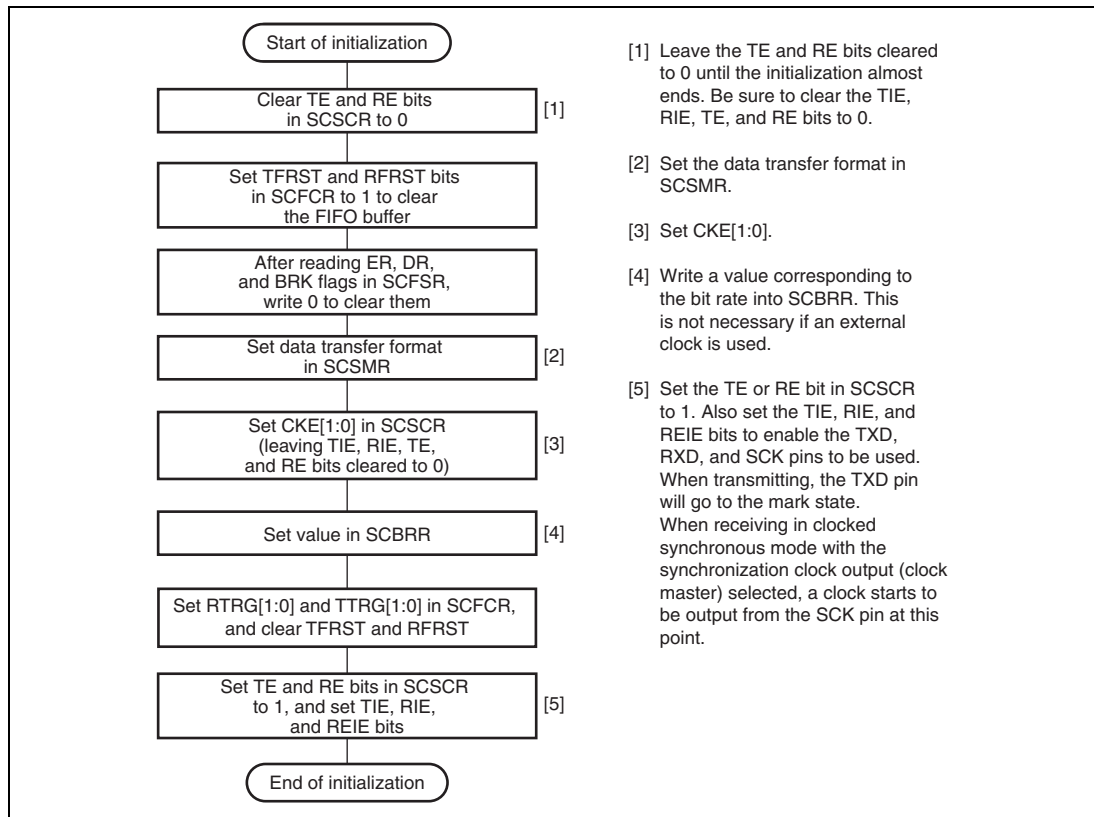 Start of initialization
Clear TE and RE bits
in SCSCR to 0
[1]
Set TFRST and RFRST bits
in SCFCR to 1 to clear
the FIFO buffer
After reading ER, DR,
and BRK flags in SCFSR,
write 0 to clear them
Set data transfer format
in SCSMR
[2]
Set CKE[1:0] in SCSCR
(leaving TIE, RIE, TE,
and RE bits cleared to 0)
[3]
Set value in SCBRR
[4]
Set RTRG[1:0] and TTRG[1:0] in SCFCR,
and clear TFRST and RFRST
Set TE and RE bits in SCSCR
to 1, and set TIE, RIE,
and REIE bits
[5]
End of initialization
[1] Leave the TE and RE bits cleared
to 0 until the initialization almost
ends. Be sure to clear the TIE,
RIE, TE, and RE bits to 0.
[2] Set the data transfer format in
SCSMR.
[3] Set CKE[1:0].
[4] Write a value corresponding to
the bit rate into SCBRR. This
is not necessary if an external
clock is used.
[5] Set the TE or RE bit in SCSCR
to 1. Also set the TIE, RIE, and
REIE bits to enable the TXD,
RXD, and SCK pins to be used.
When transmitting, the TXD pin
will go to the mark state.
When receiving in clocked
synchronous mode with the
synchronization clock output (clock
master) selected, a clock starts to
be output from the SCK pin at this
point.